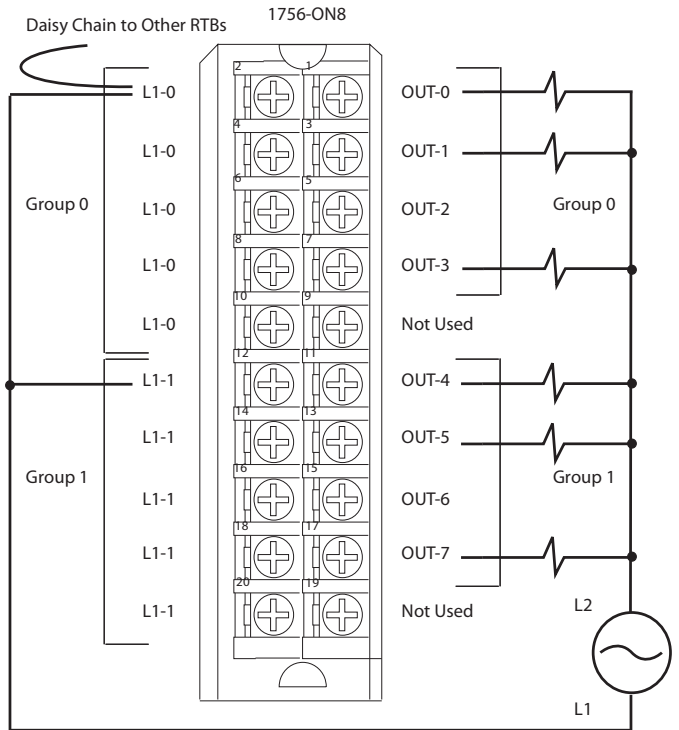 1756-ON8
Daisy Chain to Other RTBs
2 1
L1-0 OUT-0
4 3
L1-0 OUT-1
6 5
Group 0 L1-0 OUT-2 Group 0
8 7
L1-0 OUT-3
10 9
L1-0 Not Used
12 11
L1-1 OUT-4
14 13
L1-1 OUT-5
16 15
Group 1 L1-1 OUT-6 Group 1
18 17
L1-1 OUT-7
20 19
L1-1 Not Used L2
L1